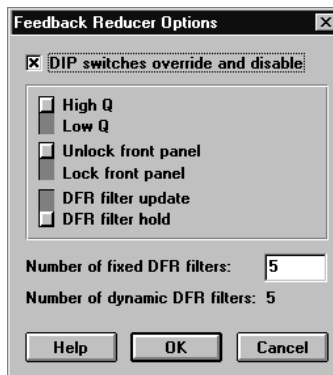 Feedback Reducer Options
DIP switches override and disable
High Q
Low Q
Unlock front panel
Lock front panel
DFR filter update
DFR filter hold
Number of fixed DFR filters: 5
Number of dynamic DFR filters: 5
Help OK Cancel